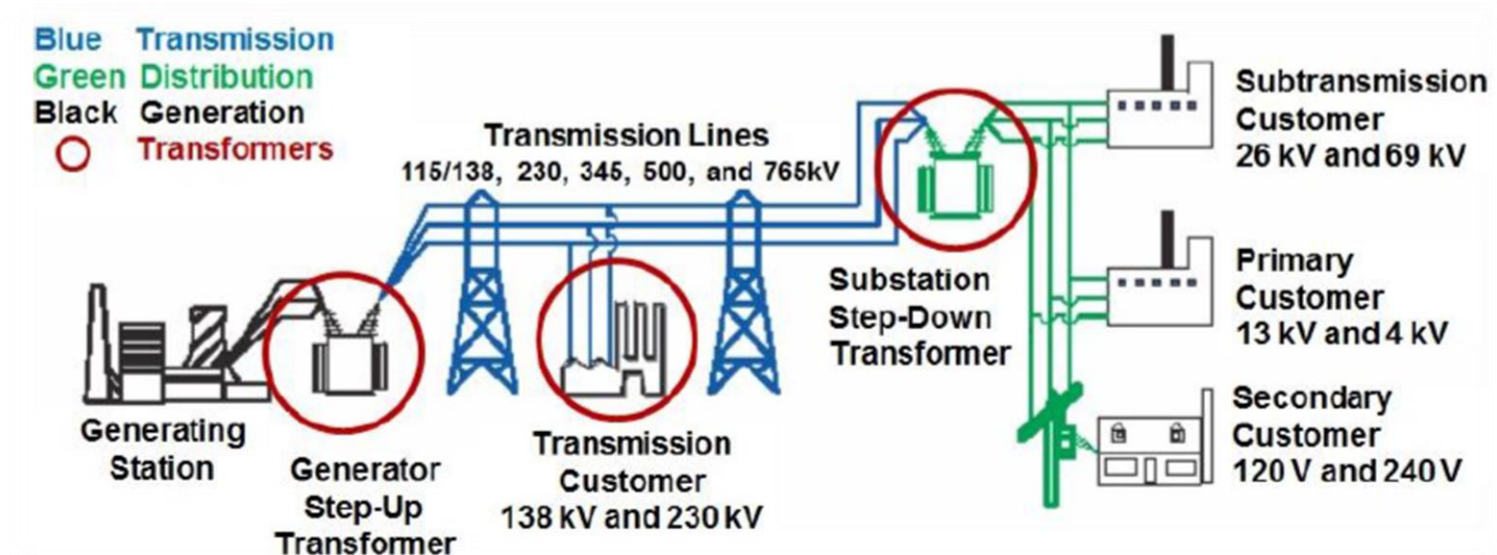 Blue Transmission
Green Distribution
Black Generation
Transformers
Transmission Lines
115/138, 230, 345, 500, and 765kV
Subtransmission
Customer
26 kV and 69 kV
Substation
Step-Down
Transformer
Primary
Customer
13 kV and 4 kV
Generating
Station
Generator
Step-Up
Transformer
Transmission
Customer
138 kV and 230 kV
Secondary
Customer
120 V and 240 V